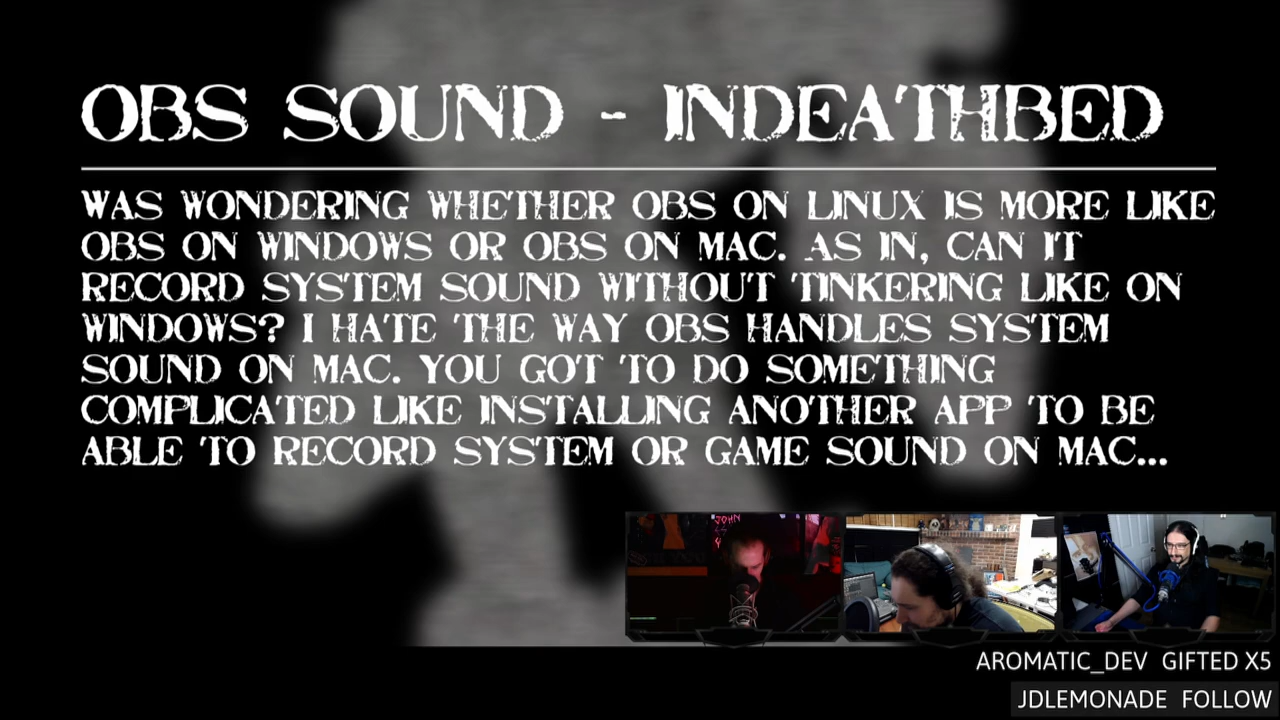 OBS SOUND - INDEATHBED
WAS WONDERING WHETHER OBS ON LINUX IS MORE LIKE
OBS ON WINDOWS OR OBS ON MAC. AS IN, CAN IT
RECORD SYSTEM SOUND WITHOUT TINKERING LIKE ON
WINDOWS? I HATE THE WAY OBS HANDLES SYSTEM
SOUND ON MAC. YOU GOT TO DO SOMETHING
COMPLICATED LIKE INSTALLING ANOTHER APP TO BE
ABLE TO RECORD SYSTEM OR GAME SOUND ON MAC...
JOHN
AROMATIC_DEV GIFTED X5
JDLEMONADE FOLLOW